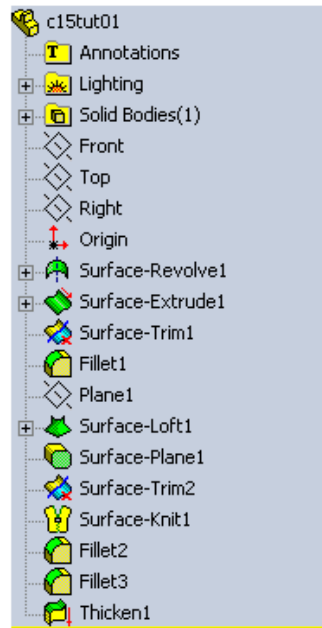 c15tut01
Annotations
Lighting
Solid Bodies(1)
Front
Top
Right
Origin
Surface-Revolve1
Surface-Extrude1
Surface-Trim1
Fillet1
Plane1
Surface-Loft1
Surface-Plane1
Surface-Trim2
Surface-Knit1
Fillet2
Fillet3
Thicken1